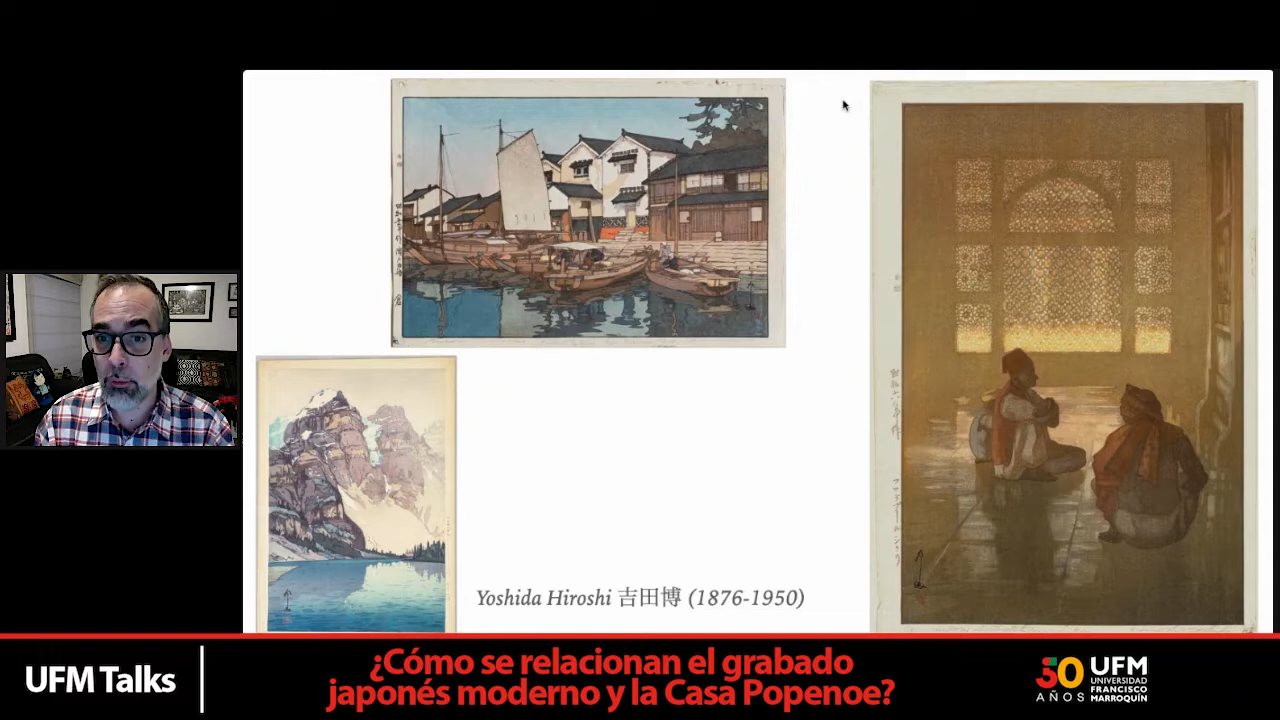 Yoshida Hiroshi 吉田博 (1876-1950)
UFM Talks
¿Cómo se relacionan el grabado
japonés moderno y la Casa Popenoe?
50
AÑOS
UFM
UNIVERSIDAD
FRANCISCO
MARROQUÍN